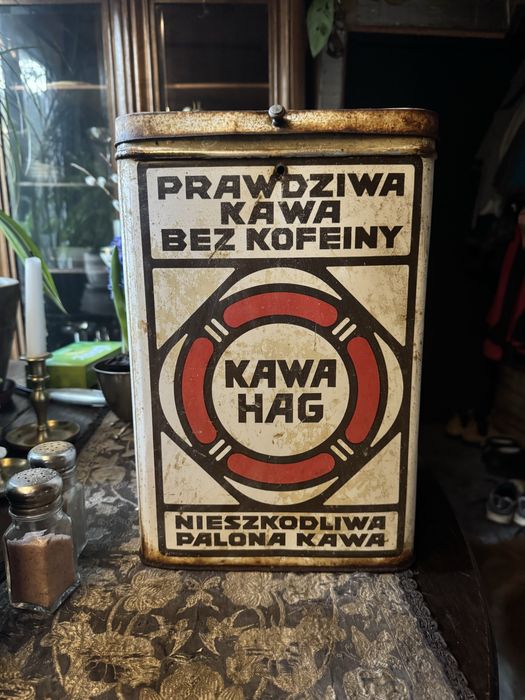 PRAWDZIWA
KAWA
BEZ KOFEINY
KAWA
HAG
NIESZKODLIWA
PALONA KAWA